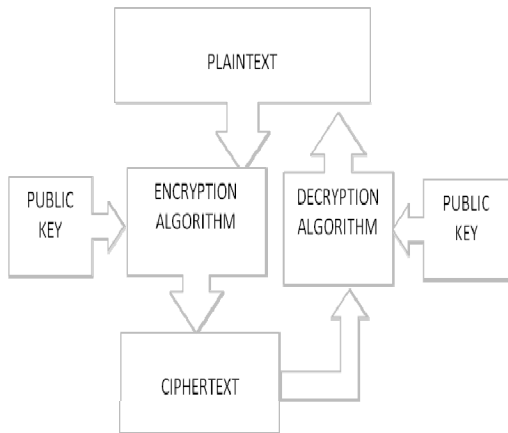 PLAINTEXT
PUBLIC
KEY
ENCRYPTION
ALGORITHM
DECRYPTION
ALGORITHM
PUBLIC
KEY
CIPHERTEXT